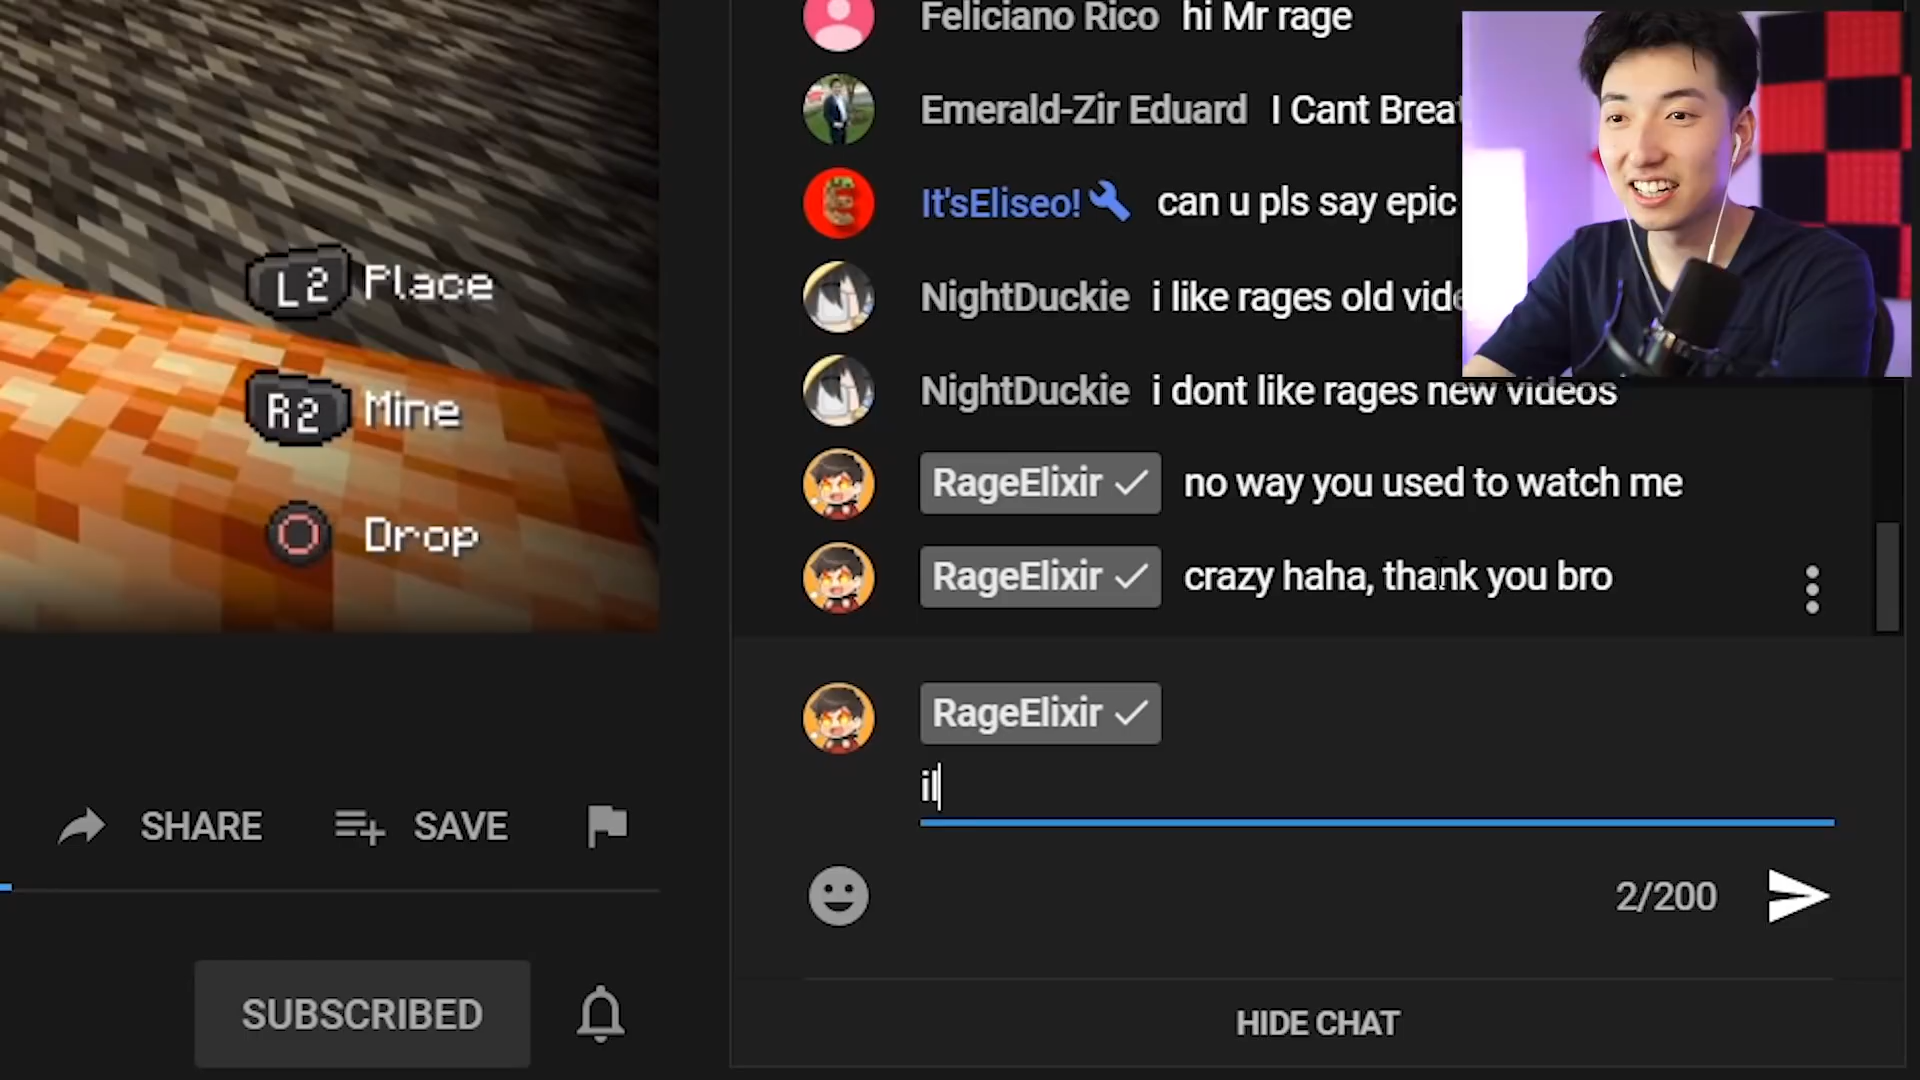 Feliciano Rico hi Mr rage
Emerald-Zir Eduard I Cant Breat
It'sEliseo! can u pls say epic
NightDuckie i like rages old vide
NightDuckie i dont like rages new videos
RageElixir ✓ no way you used to watch me
RageElixir ✓ crazy haha, thank you bro
RageElixir ✓
il
2/200
HIDE CHAT
L2 Place
R2 Mine
Drop
SHARE SAVE
SUBSCRIBED